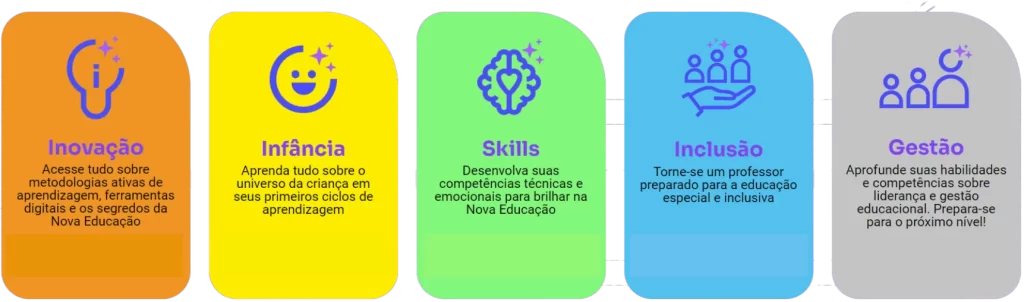 Inovação
Acesse tudo sobre
metodologias ativas de
aprendizagem, ferramentas
digitais e os segredos da
Nova Educação
Infância
Aprenda tudo sobre o
universo da criança em
seus primeiros ciclos de
aprendizagem
Skills
Desenvolva suas
competências técnicas e
emocionais para brilhar na
Nova Educação
Inclusão
Torne-se um professor
preparado para a educação
especial e inclusiva
Gestão
Aprofunde suas habilidades
e competências sobre
liderança e gestão
educacional. Prepara-se
para o próximo nível!